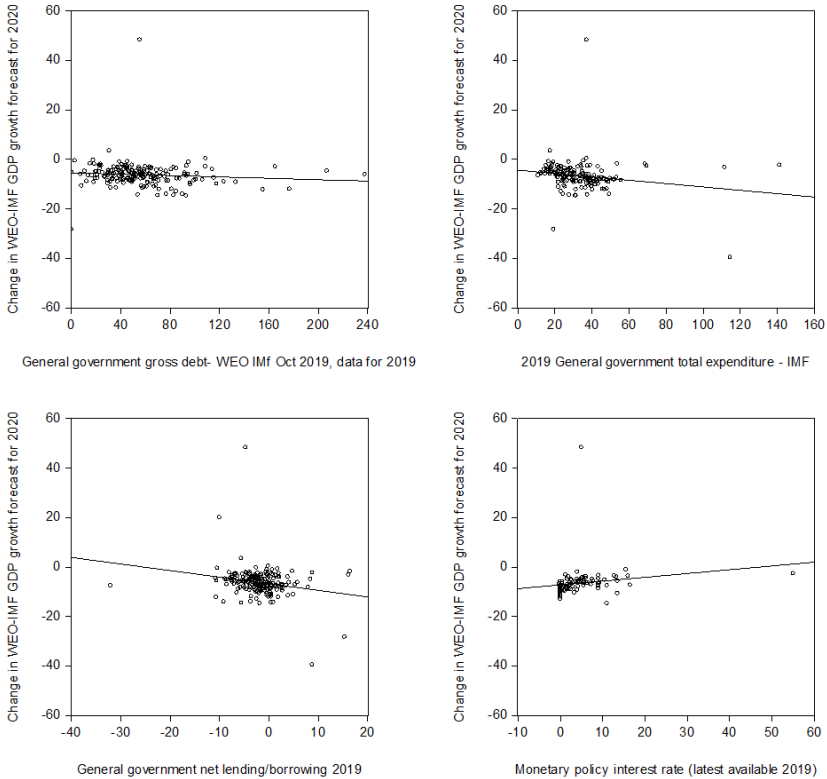 Change in WEO-IMF GDP growth forecast for 2020
60
40
20
0
-20
-40
-60
0 40 80 120 160 200 240
General government gross debt- WEO IMf Oct 2019, data for 2019
Change in WEO-IMF GDP growth forecast for 2020
60
40
20
0
-20
-40
-60
0 20 40 60 80 100 120 140 160
2019 General government total expenditure - IMF
Change in WEO-IMF GDP growth forecast for 2020
60
40
20
0
-20
-40
-60
-40 -30 -20 -10 0 10 20
General government net lending/borrowing 2019
Change in WEO-IMF GDP growth forecast for 2020
60
40
20
0
-20
-40
-60
-10 0 10 20 30 40 50 60
Monetary policy interest rate (latest available 2019)